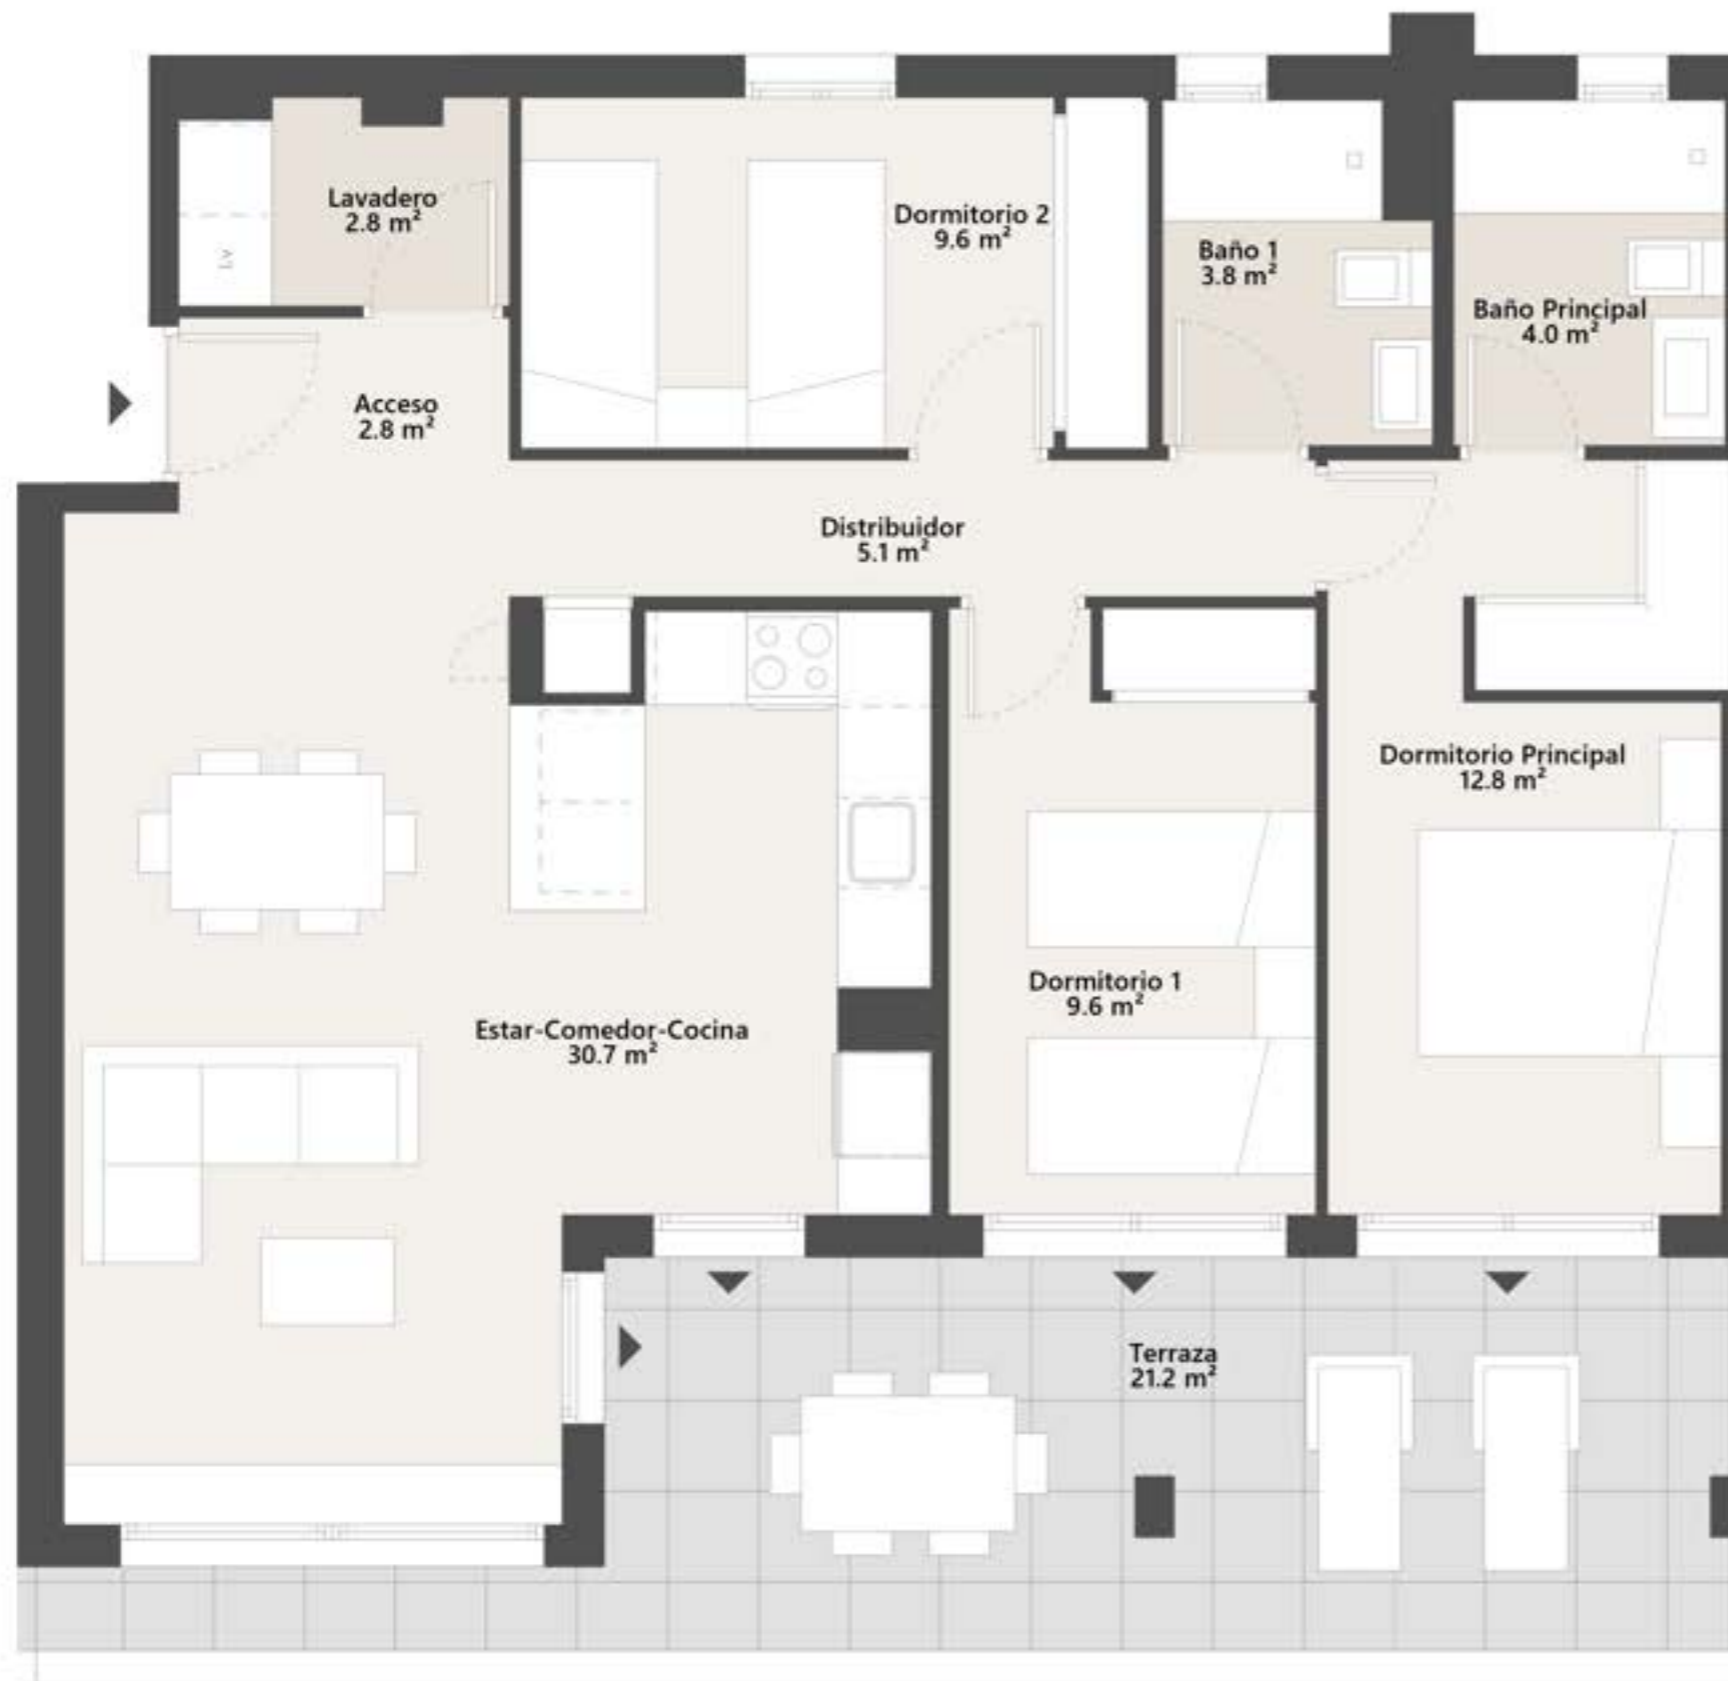 Lavadero
2.8 m²
LV
Dormitorio 2
9.6 m²
Baño 1
3.8 m²
Baño Principal
4.0 m²
Acceso
2.8 m²
Distribuidor
5.1 m²
Dormitorio Principal
12.8 m²
Dormitorio 1
9.6 m²
Estar-Comedor-Cocina
30.7 m²
Terraza
21.2 m²